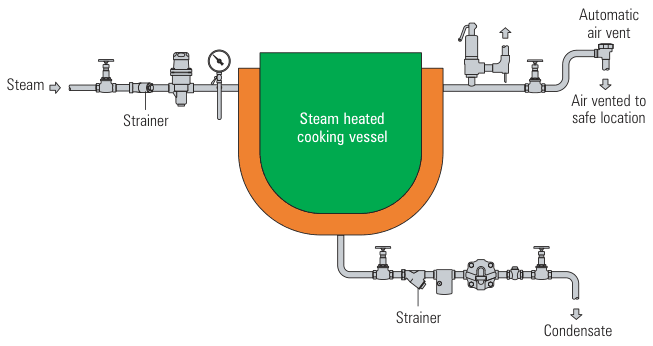 Automatic
air vent
Steam
Strainer
Steam heated
cooking vessel
Air vented to
safe location
Strainer
Condensate